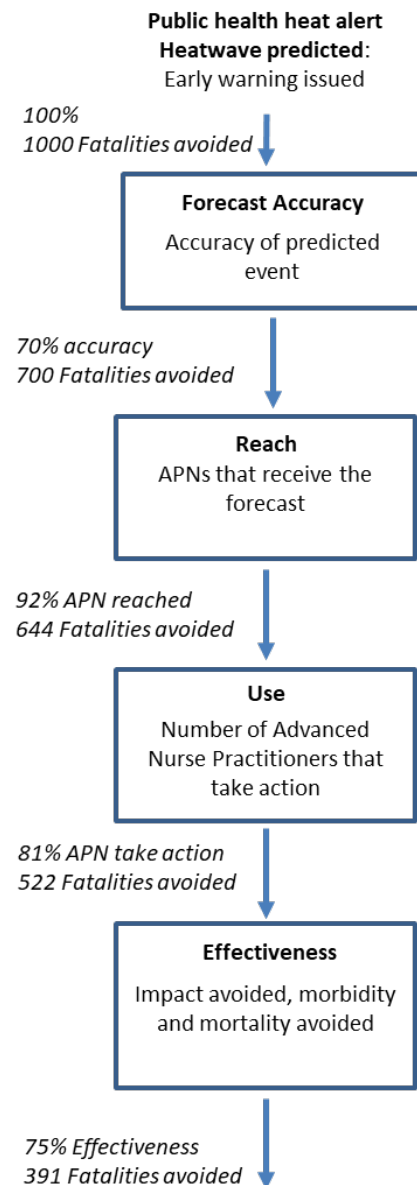 Public health heat alert
Heatwave predicted:
Early warning issued
100%
1000 Fatalities avoided
Forecast Accuracy
Accuracy of predicted
event
70% accuracy
700 Fatalities avoided
Reach
APNs that receive the
forecast
92% APN reached
644 Fatalities avoided
Use
Number of Advanced
Nurse Practitioners that
take action
81% APN take action
522 Fatalities avoided
Effectiveness
Impact avoided, morbidity
and mortality avoided
75% Effectiveness
391 Fatalities avoided